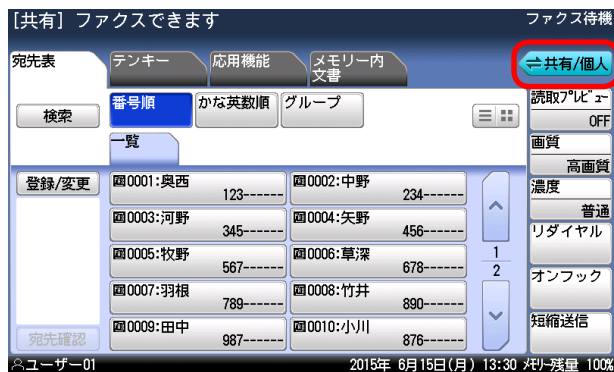 [共有] ファクスできます
ファクス待機
宛先表
テンキー
応用機能
メモリー内
文書
⇌共有/個人
検索
番号順
かな英数順
グループ
読取プレビュー
OFF
一覧
画質
高画質
登録/変更
0001:奥西
123------
0002:中野
234------
濃度
普通
0003:河野
345------
0004:矢野
456------
リダイヤル
0005:牧野
567------
0006:草深
678------
1
2
オンフック
0007:羽根
789------
0008:竹井
890------
短縮送信
0009:田中
987------
0010:小川
876------
宛先確認
ユーザー01
2015年 6月15日(月) 13:30 メモリー残量 100%